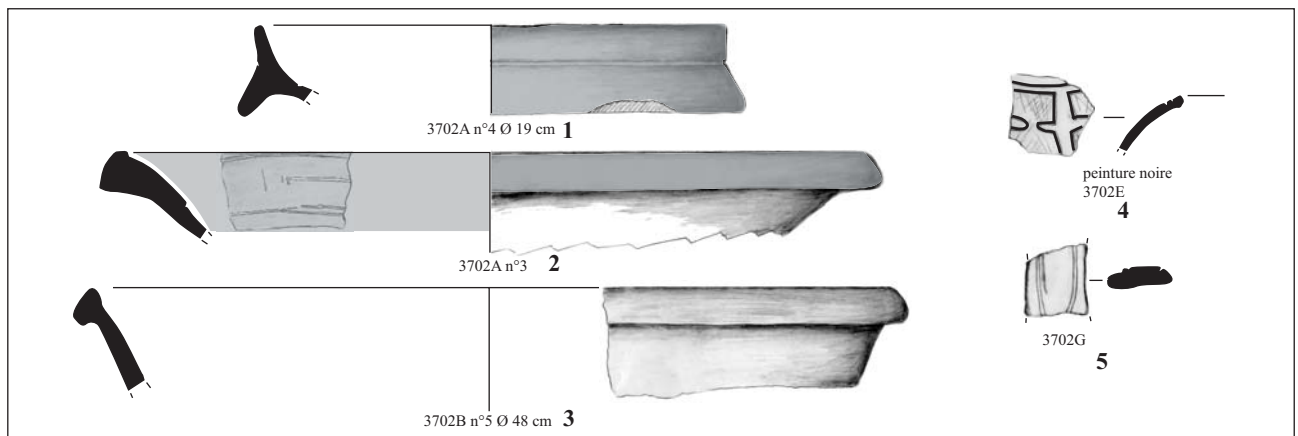 3702A n°4 Ø 19 cm 1
3702A n°3 2
3702B n°5 Ø 48 cm 3
peinture noire
3702E
4
3702G
5